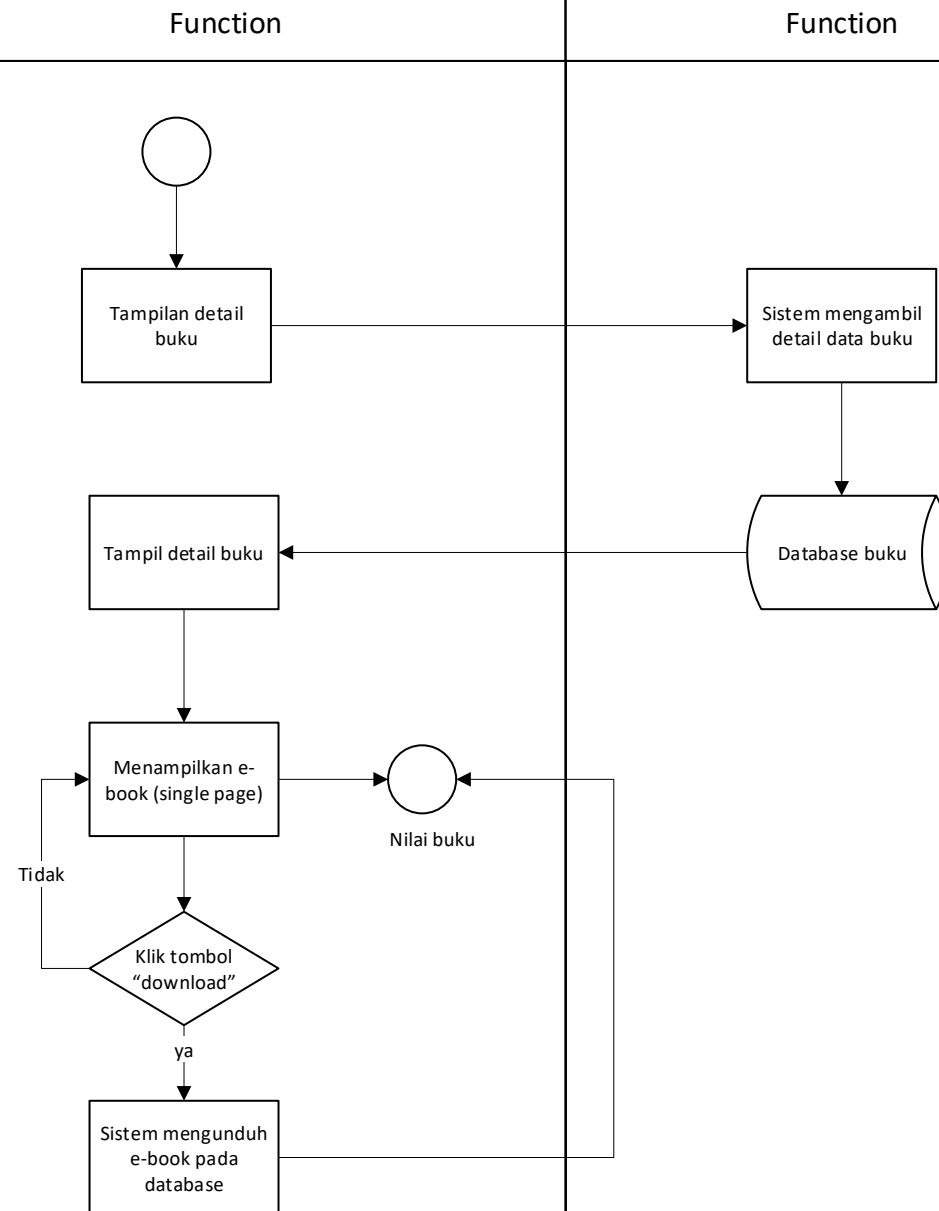 Function
Function
Tampilan detail
buku
Sistem mengambil
detail data buku
Tampil detail buku
Database buku
Menampilkan e-
book (single page)
Nilai buku
Tidak
Klik tombol
“download”
ya
Sistem mengunduh
e-book pada
database